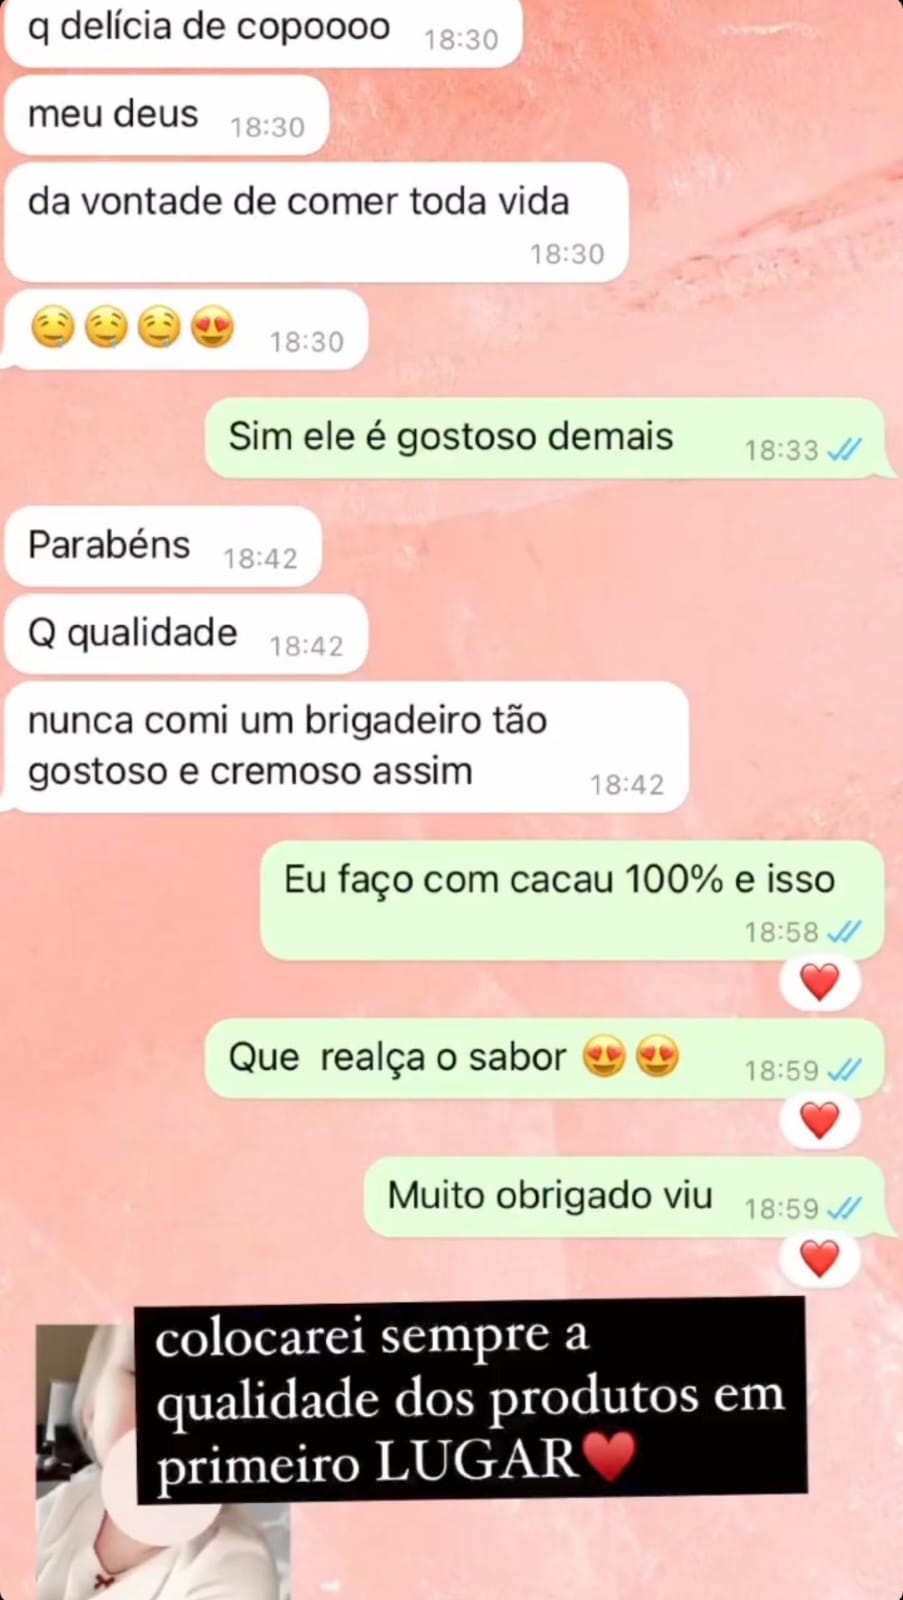 q delícia de copoooo 18:30
meu deus 18:30
da vontade de comer toda vida
18:30
🤤🤤🤤😍 18:30
Sim ele é gostoso demais 18:33
Parabéns 18:42
Q qualidade 18:42
nunca comi um brigadeiro tão
gostoso e cremoso assim 18:42
Eu faço com cacau 100% e isso
18:58
❤️
Que realça o sabor 😍😍 18:59
❤️
Muito obrigado viu 18:59
❤️
colocarei sempre a
qualidade dos produtos em
primeiro LUGAR♥️